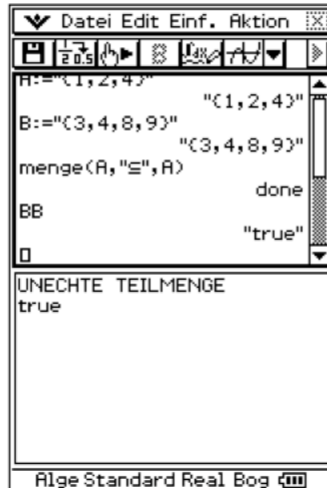 Datei Edit Einf. Aktion
A:="{1,2,4}"
"{1,2,4}"
B:="{3,4,8,9}"
"{3,4,8,9}"
menge(A,"⊆",A)
done
BB
"true"
UNECHTE TEILMENGE
true
Alge Standard Real Bog